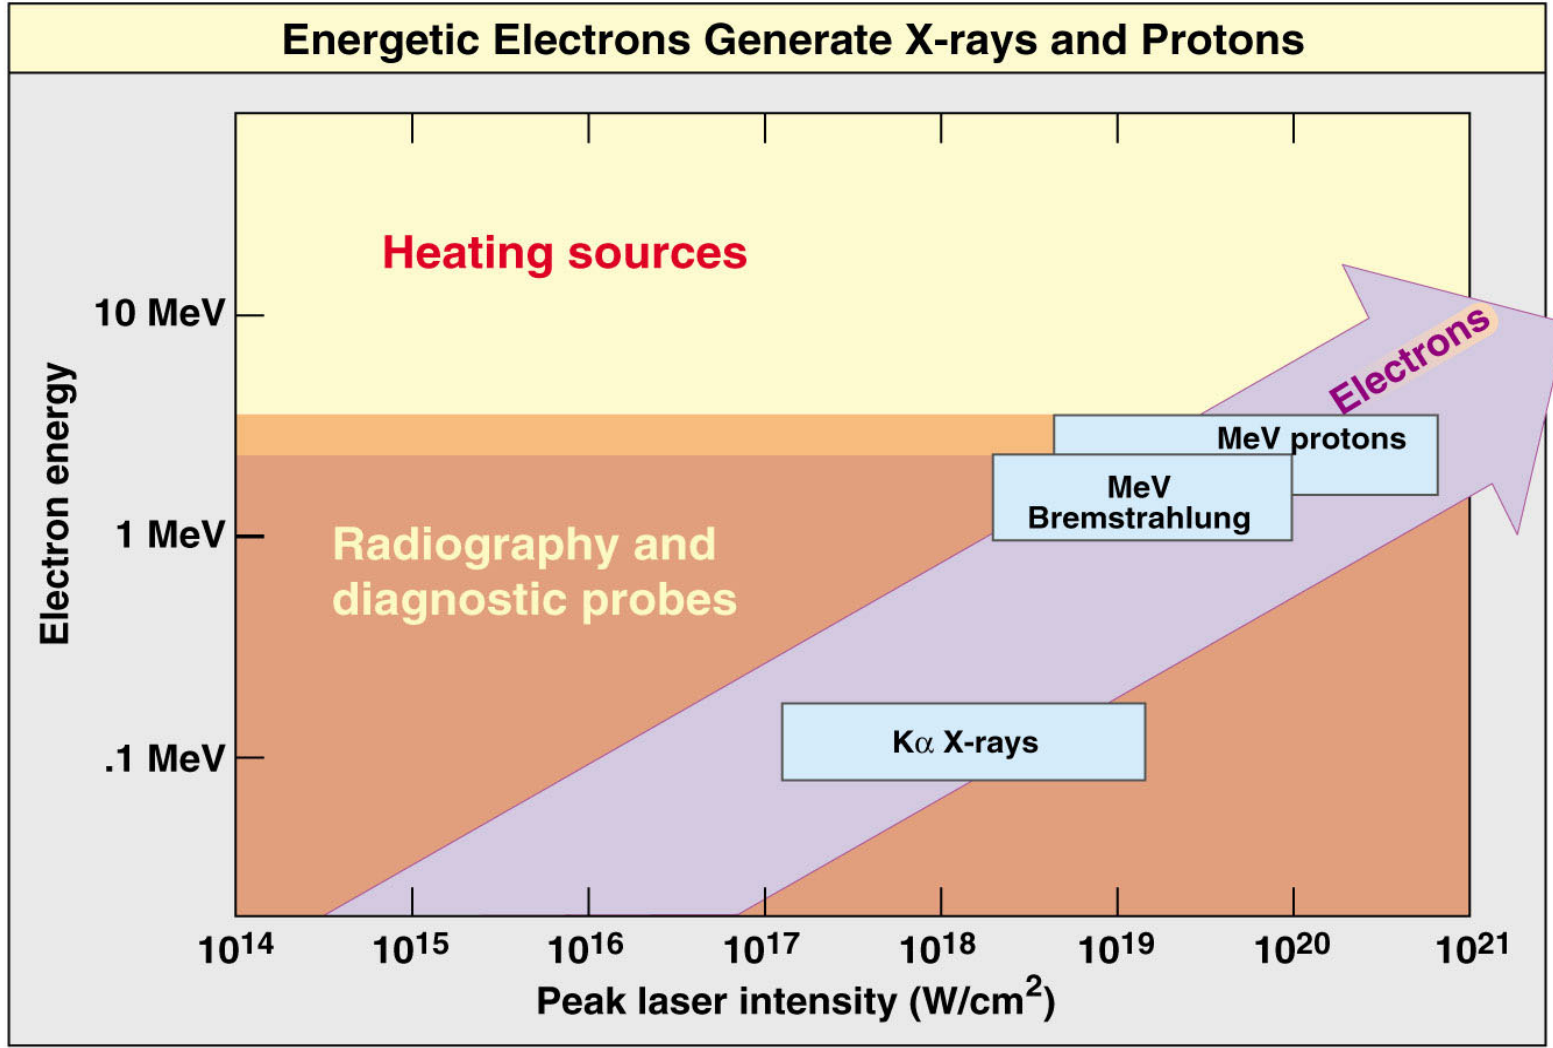 Energetic Electrons Generate X-rays and Protons
Heating sources
10 MeV
Electrons
MeV protons
MeV
Bremstrahlung
1 MeV
Radiography and
diagnostic probes
Electron energy
.1 MeV
Kα X-rays
10¹⁴ 10¹⁵ 10¹⁶ 10¹⁷ 10¹⁸ 10¹⁹ 10²⁰ 10²¹
Peak laser intensity (W/cm²)